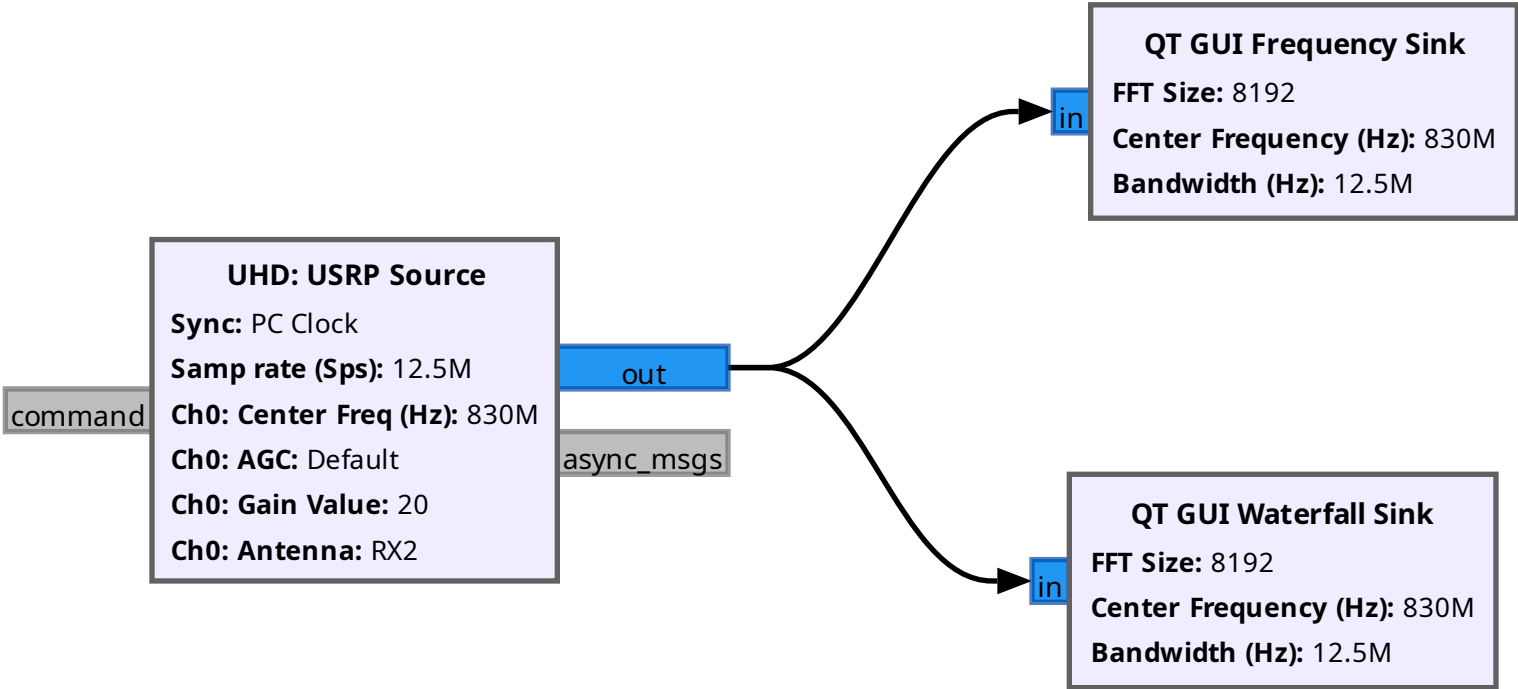 QT GUI Frequency Sink
FFT Size: 8192
in
Center Frequency (Hz): 830M
Bandwidth (Hz): 12.5M
UHD: USRP Source
Sync: PC Clock
Samp rate (Sps): 12.5M
out
command
Ch0: Center Freq (Hz): 830M
Ch0: AGC: Default
async_msgs
Ch0: Gain Value: 20
Ch0: Antenna: RX2
QT GUI Waterfall Sink
FFT Size: 8192
in
Center Frequency (Hz): 830M
Bandwidth (Hz): 12.5M